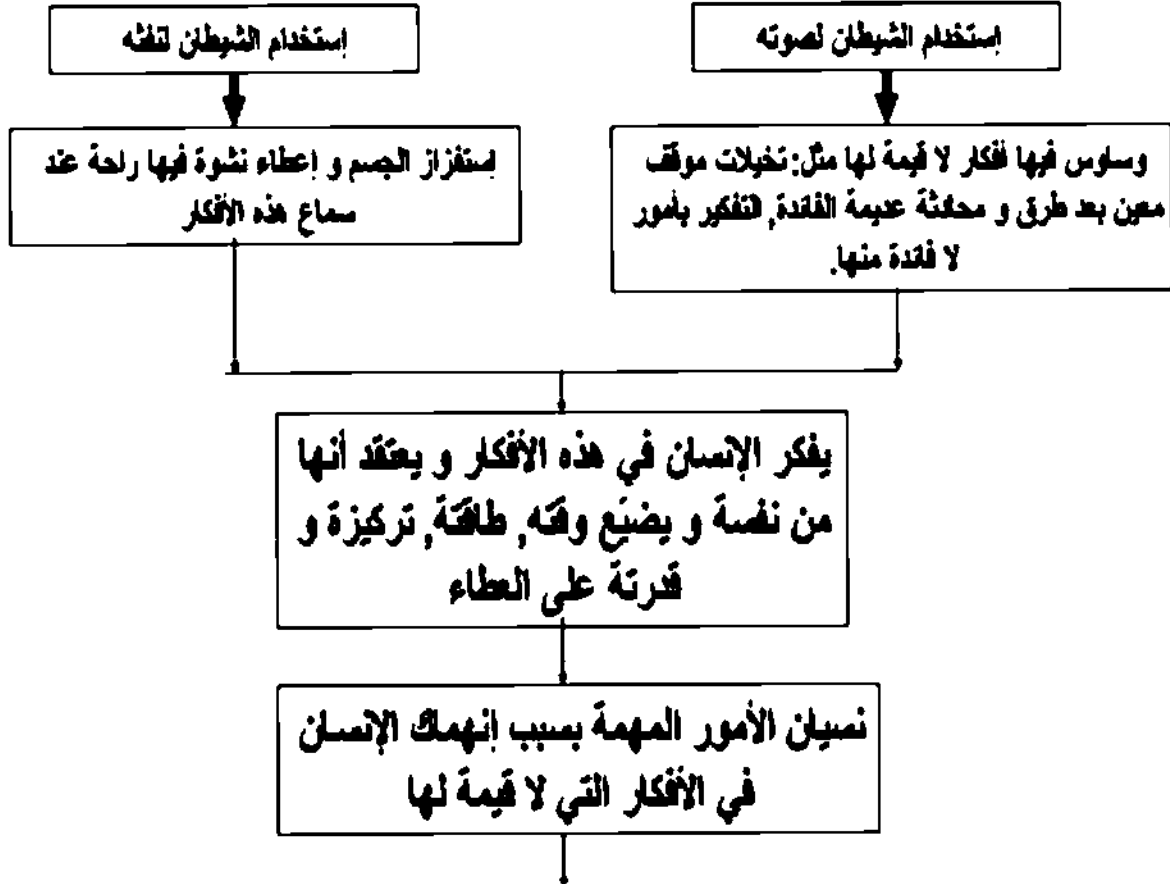 إستخدام الشيطان لصوته
إستخدام الشيطان لنفثه
وساوس فيها أفكار لا قيمة لها مثل: تخيلات موقف
معين بعد طرق و محادثة عديمة الفائدة, التفكير بأمور
لا فائدة منها.
إستفزاز الجسم و إعطاء نشوة فيها راحة عند
سماع هذه الأفكار
يفكر الإنسان في هذه الأفكار و يعتقد أنها
من نفسة و يضيّع وقته, طاقتة, تركيزة و
قدرتة على العطاء
نسيان الأمور المهمة بسبب إنهماك الإنسان
في الأفكار التي لا قيمة لها